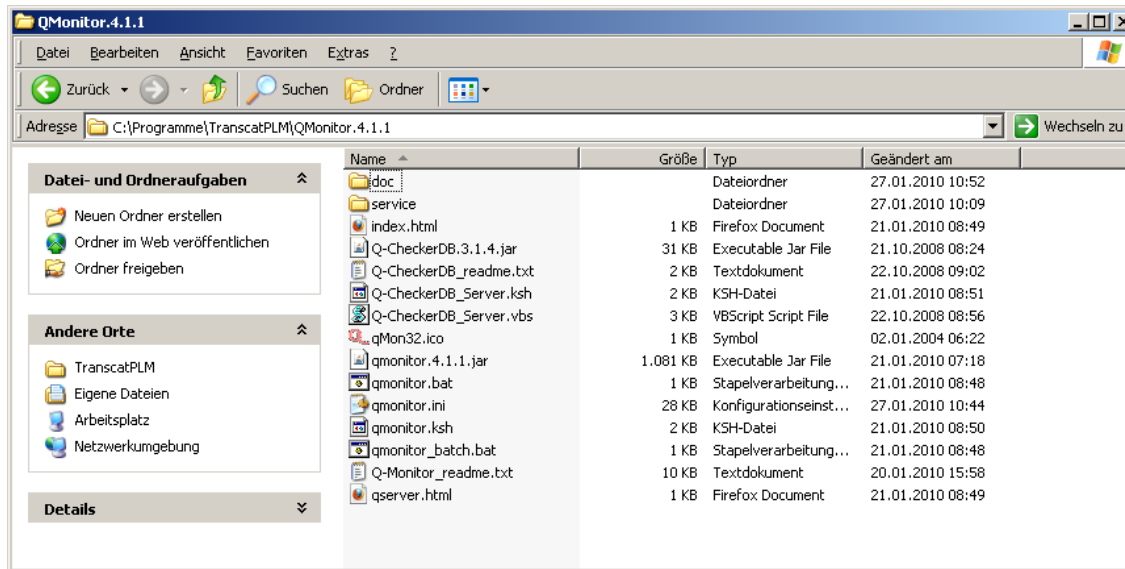 QMonitor.4.1.1
Datei Bearbeiten Ansicht Favoriten Extras ?
Zurück Suchen Ordner
Adresse C:\Programme\TranscatPLM\QMonitor.4.1.1 Wechseln zu
Name Größe Typ Geändert am
Datei- und Ordneraufgaben
Neuen Ordner erstellen
Ordner im Web veröffentlichen
Ordner freigeben
Andere Orte
TranscatPLM
Eigene Dateien
Arbeitsplatz
Netzwerkumgebung
Details
doc Dateiordner 27.01.2010 10:52
service Dateiordner 27.01.2010 10:09
index.html 1 KB Firefox Document 21.01.2010 08:49
Q-CheckerDB.3.1.4.jar 31 KB Executable Jar File 21.10.2008 08:24
Q-CheckerDB_readme.txt 2 KB Textdokument 22.10.2008 09:02
Q-CheckerDB_Server.ksh 2 KB KSH-Datei 21.01.2010 08:51
Q-CheckerDB_Server.vbs 3 KB VBScript Script File 22.10.2008 08:56
qMon32.ico 1 KB Symbol 02.01.2004 06:22
qmonitor.4.1.1.jar 1.081 KB Executable Jar File 21.01.2010 07:18
qmonitor.bat 1 KB Stapelverarbeitung... 21.01.2010 08:48
qmonitor.ini 28 KB Konfigurationseinst... 27.01.2010 10:44
qmonitor.ksh 2 KB KSH-Datei 21.01.2010 08:50
qmonitor_batch.bat 1 KB Stapelverarbeitung... 21.01.2010 08:48
Q-Monitor_readme.txt 10 KB Textdokument 20.01.2010 15:58
qserver.html 1 KB Firefox Document 21.01.2010 08:49